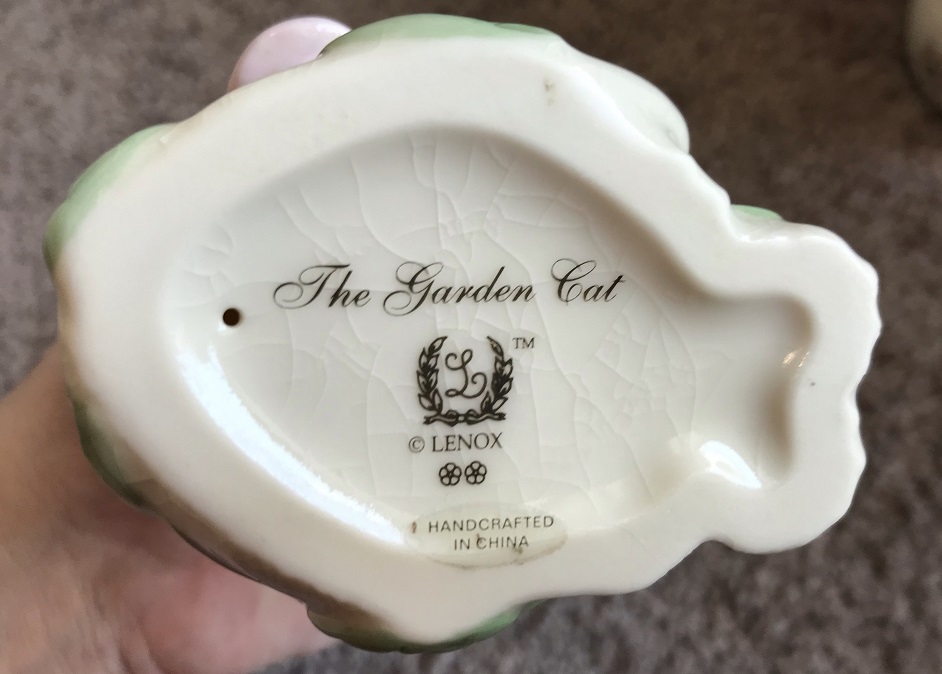 The Garden Cat
L TM
© LENOX
HANDCRAFTED
IN CHINA